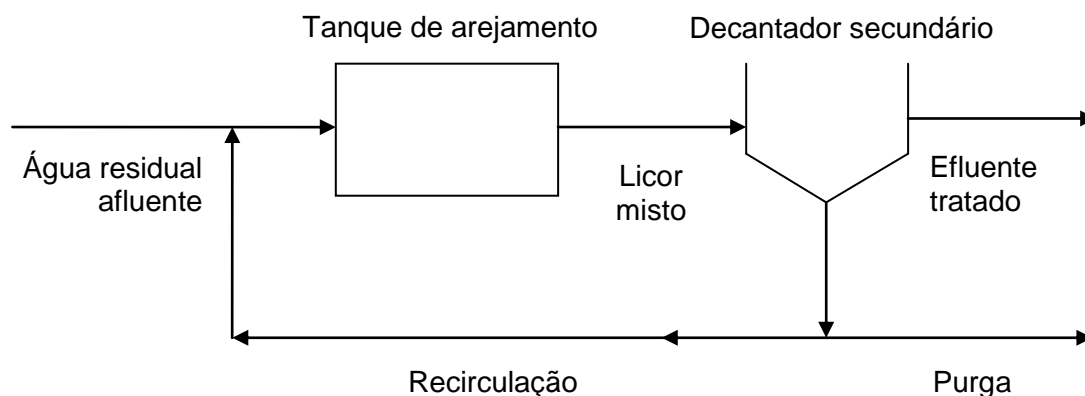 Tanque de arejamento
Decantador secundário
Água residual
afluente
Licor
misto
Efluente
tratado
Recirculação
Purga